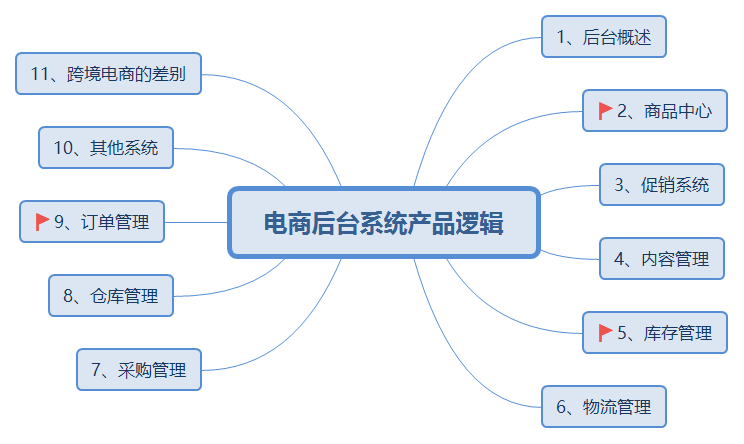 电商后台系统产品逻辑
1、后台概述
2、商品中心
3、促销系统
4、内容管理
5、库存管理
6、物流管理
7、采购管理
8、仓库管理
9、订单管理
10、其他系统
11、跨境电商的差别